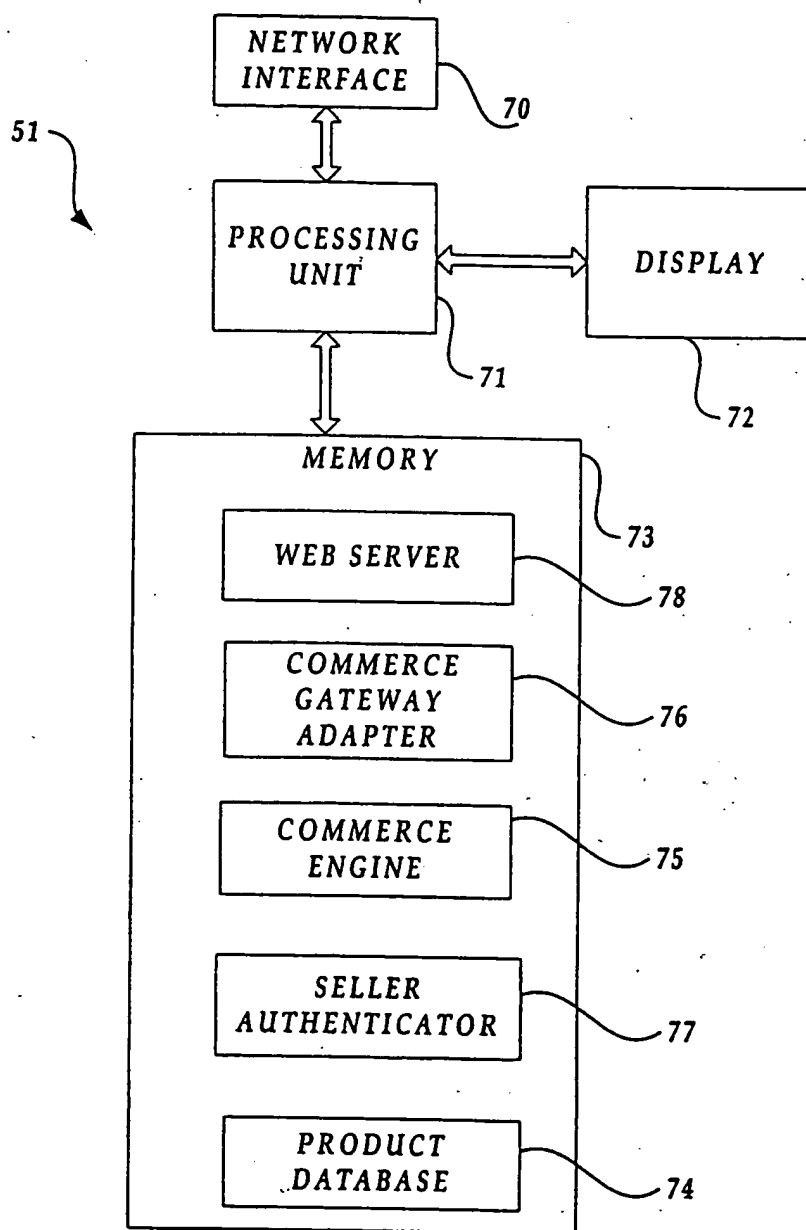 NETWORK
INTERFACE
70
51
PROCESSING
UNIT
DISPLAY
71
72
MEMORY
73
WEB SERVER
78
COMMERCE
GATEWAY
ADAPTER
76
COMMERCE
ENGINE
75
SELLER
AUTHENTICATOR
77
PRODUCT
DATABASE
74